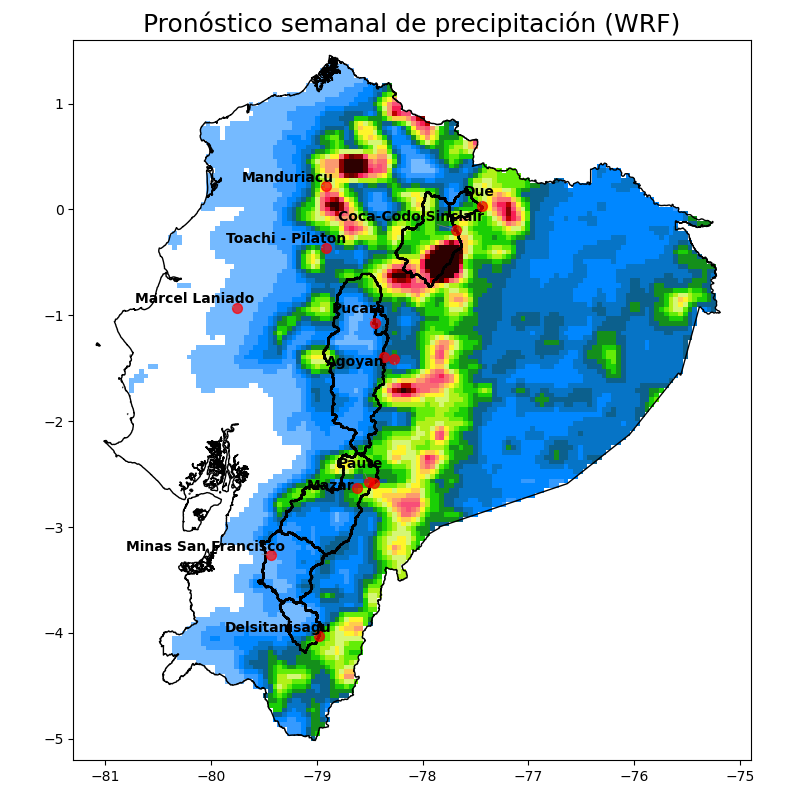 Pronóstico semanal de precipitación (WRF)
1
Manduriacu
Que
0
Coca-Codo Sinclair
Toachi - Pilaton
Marcel Laniado
Pucara
−1
Agoyan
−2
Paute
Mazar
−3
Minas San Francisco
Delsitanisagu
−4
−5
−81 −80 −79 −78 −77 −76 −75